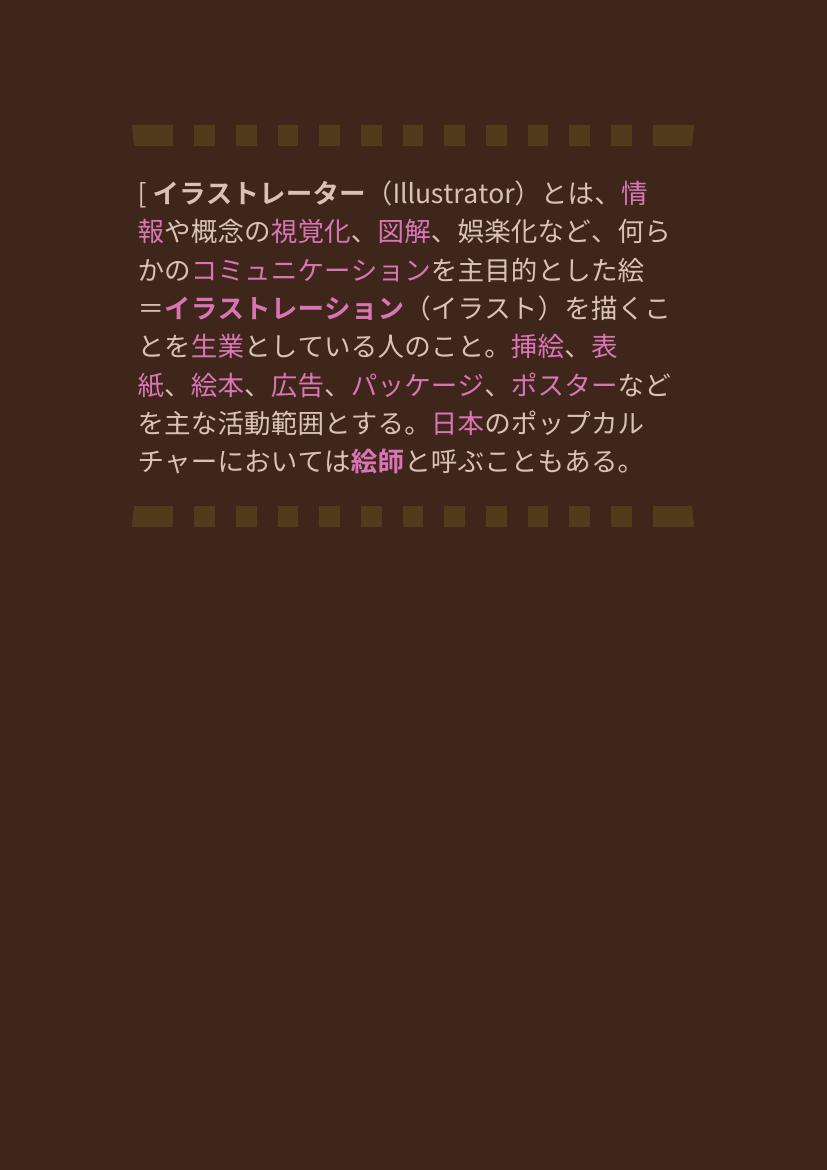 [ イラストレーター（Illustrator）とは、情
報や概念の視覚化、図解、娯楽化など、何ら
かのコミュニケーションを主目的とした絵
＝イラストレーション（イラスト）を描くこ
とを生業としている人のこと。挿絵、表
紙、絵本、広告、パッケージ、ポスターなど
を主な活動範囲とする。日本のポップカル
チャーにおいては絵師と呼ぶこともある。